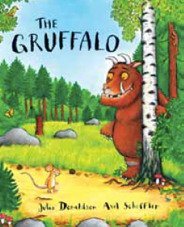 THE
GRUFFALO
Julia Donaldson Axel Scheffler